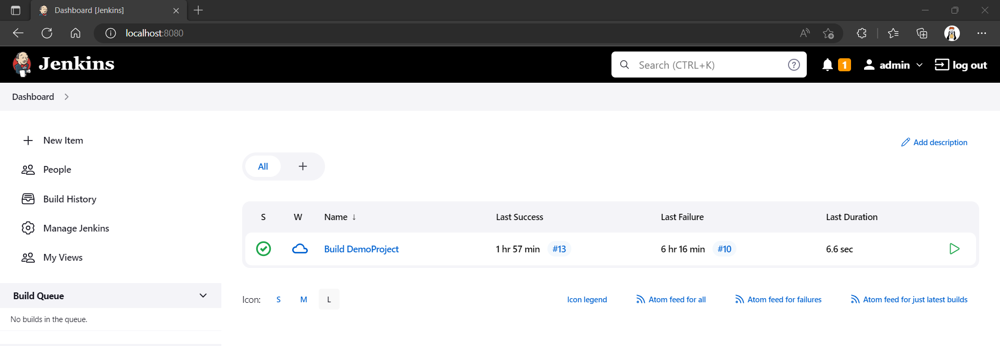 Dashboard [Jenkins]
localhost:8080
Jenkins
Search (CTRL+K)
1
admin
log out
Dashboard
New Item
People
Build History
Manage Jenkins
My Views
Build Queue
No builds in the queue.
Add description
All
S W Name ↓ Last Success Last Failure Last Duration
Build DemoProject 1 hr 57 min #13 6 hr 16 min #10 6.6 sec
Icon: S M L
Icon legend Atom feed for all Atom feed for failures Atom feed for just latest builds